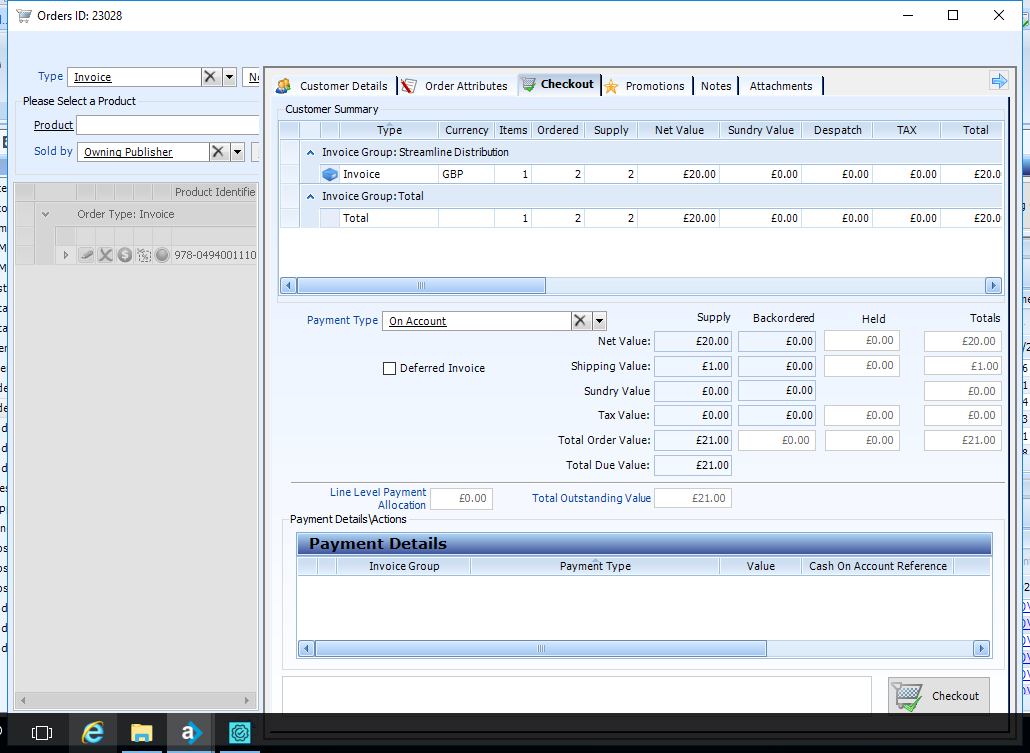 Orders ID: 23028
Type Invoice
Please Select a Product
Product
Sold by Owning Publisher
Product Identifie
Order Type: Invoice
978-0494001110
Customer Details Order Attributes Checkout Promotions Notes Attachments
Customer Summary
Type Currency Items Ordered Supply Net Value Sundry Value Despatch TAX Total
Invoice Group: Streamline Distribution
Invoice GBP 1 2 2 £20.00 £0.00 £0.00 £0.00 £20.0
Invoice Group: Total
Total 1 2 2 £20.00 £0.00 £0.00 £0.00 £20.0
Payment Type On Account
Supply Backordered Held Totals
Net Value: £20.00 £0.00 £0.00 £20.00
Deferred Invoice
Shipping Value: £1.00 £0.00 £0.00 £1.00
Sundry Value £0.00 £0.00 £0.00
Tax Value: £0.00 £0.00 £0.00 £0.00
Total Order Value: £21.00 £0.00 £0.00 £21.00
Total Due Value: £21.00
Line Level Payment
Allocation £0.00
Total Outstanding Value £21.00
Payment Details\Actions
Payment Details
Invoice Group Payment Type Value Cash On Account Reference
Checkout